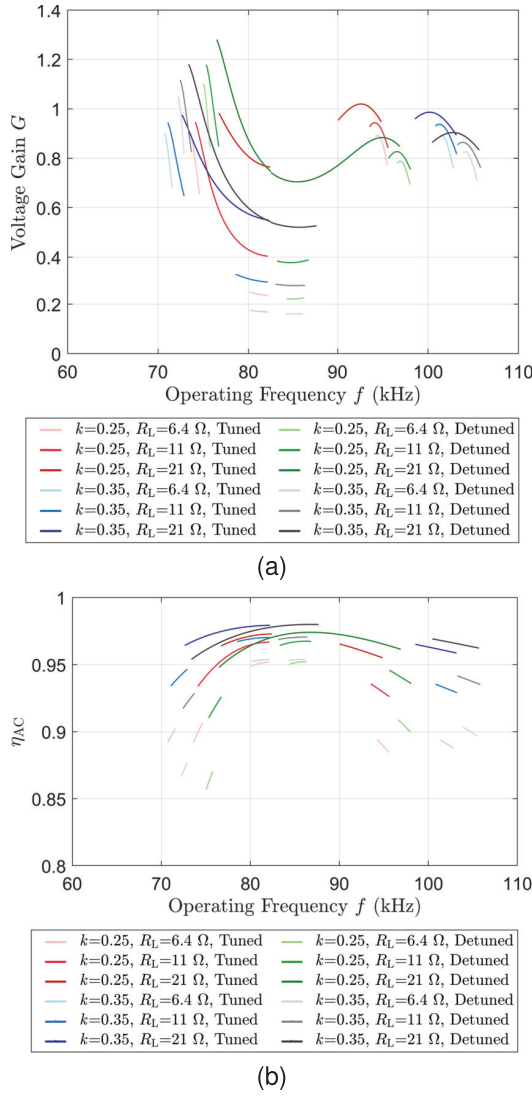 1.4
1.2
1
0.8
0.6
0.4
0.2
0
Voltage Gain G
60 70 80 90 100 110
Operating Frequency f (kHz)
k=0.25, RL=6.4 Ω, Tuned k=0.25, RL=6.4 Ω, Detuned
k=0.25, RL=11 Ω, Tuned k=0.25, RL=11 Ω, Detuned
k=0.25, RL=21 Ω, Tuned k=0.25, RL=21 Ω, Detuned
k=0.35, RL=6.4 Ω, Tuned k=0.35, RL=6.4 Ω, Detuned
k=0.35, RL=11 Ω, Tuned k=0.35, RL=11 Ω, Detuned
k=0.35, RL=21 Ω, Tuned k=0.35, RL=21 Ω, Detuned
(a)
1
0.95
0.9
0.85
0.8
ηAC
60 70 80 90 100 110
Operating Frequency f (kHz)
k=0.25, RL=6.4 Ω, Tuned k=0.25, RL=6.4 Ω, Detuned
k=0.25, RL=11 Ω, Tuned k=0.25, RL=11 Ω, Detuned
k=0.25, RL=21 Ω, Tuned k=0.25, RL=21 Ω, Detuned
k=0.35, RL=6.4 Ω, Tuned k=0.35, RL=6.4 Ω, Detuned
k=0.35, RL=11 Ω, Tuned k=0.35, RL=11 Ω, Detuned
k=0.35, RL=21 Ω, Tuned k=0.35, RL=21 Ω, Detuned
(b)